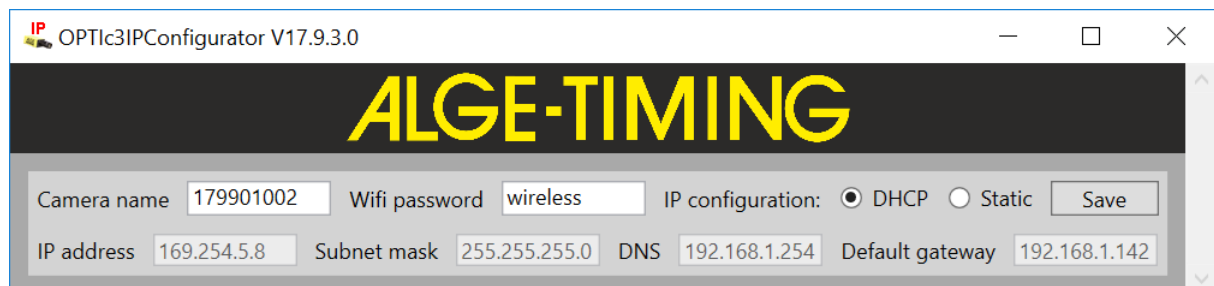 IP OPTIc3IPConfigurator V17.9.3.0
ALGE-TIMING
Camera name 179901002 Wifi password wireless IP configuration: DHCP Static Save
IP address 169.254.5.8 Subnet mask 255.255.255.0 DNS 192.168.1.254 Default gateway 192.168.1.142